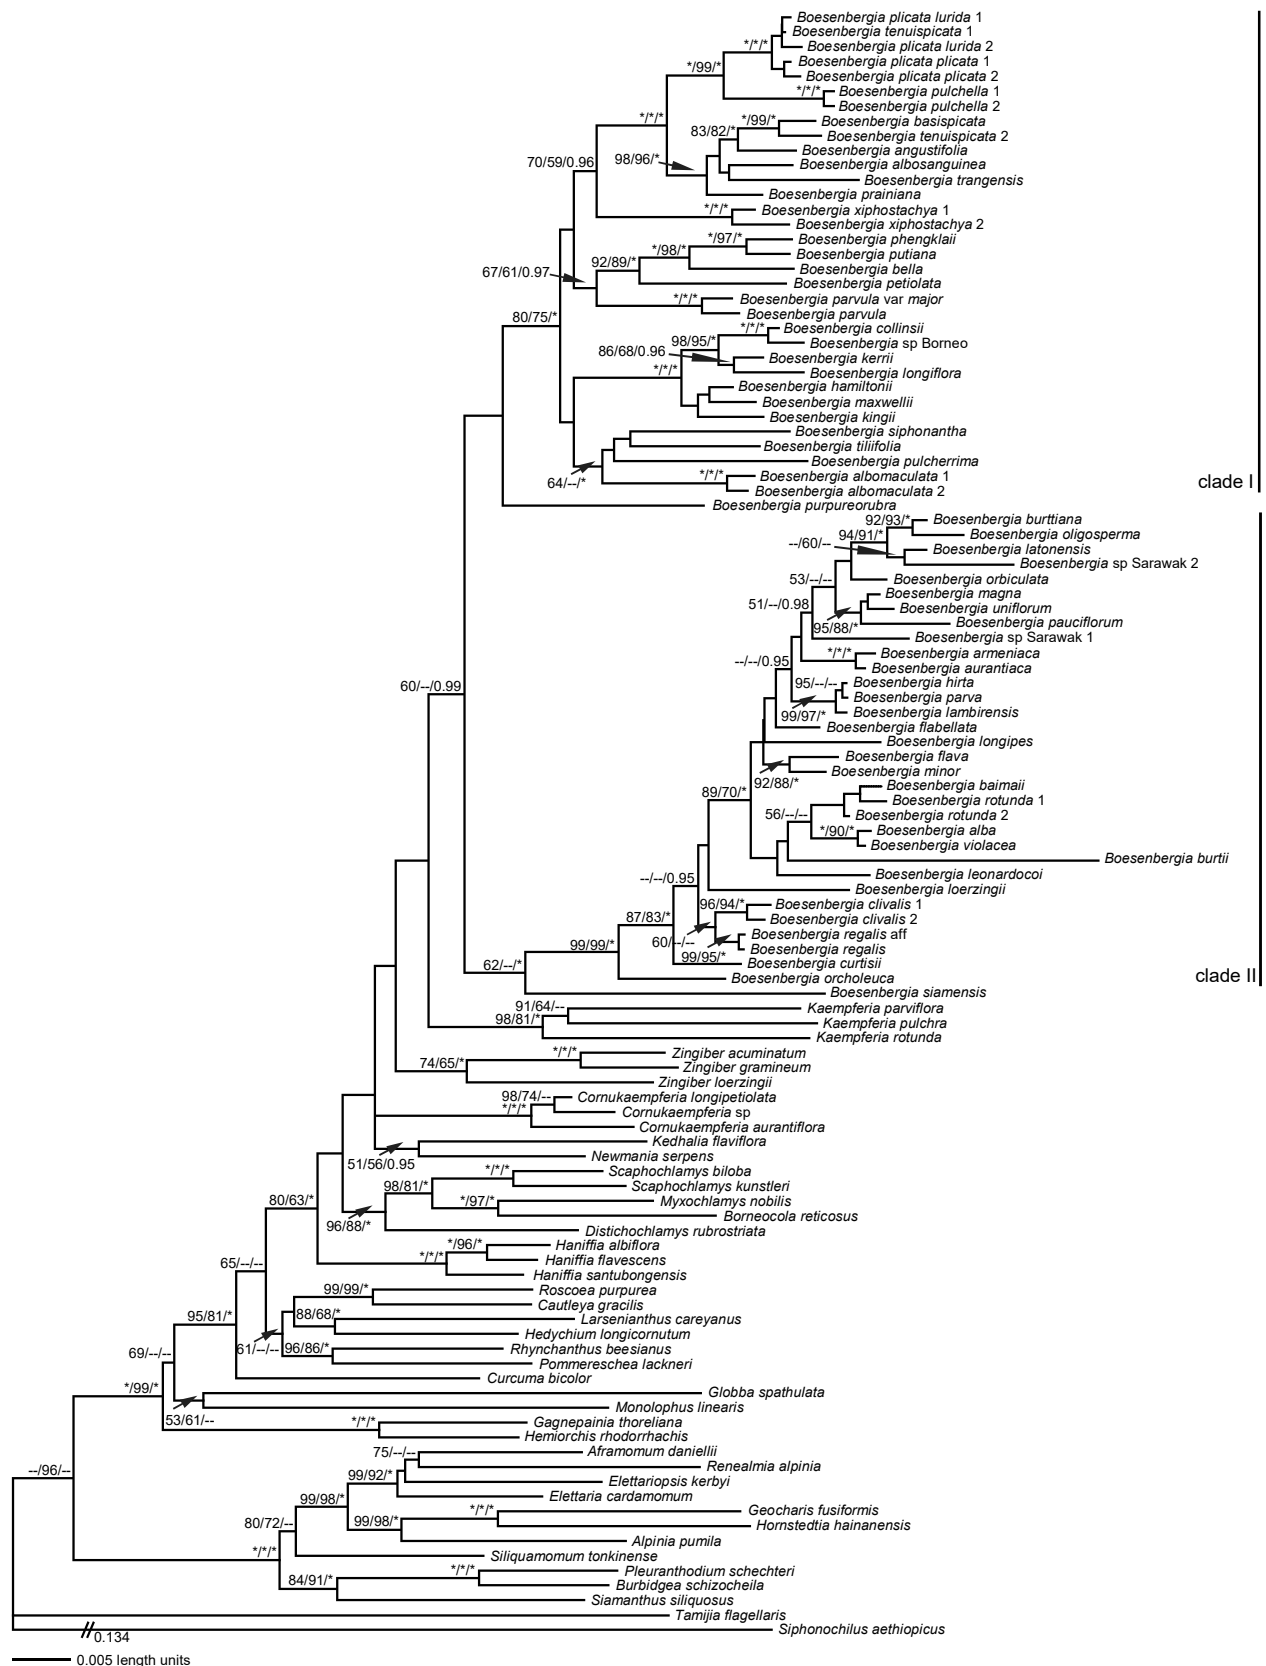 Boesenbergia plicata lurida 1
Boesenbergia tenuispicata 1
*/*/*
Boesenbergia plicata lurida 2
Boesenbergia plicata plicata 1
*/99/*
Boesenbergia plicata plicata 2
*/*/*
Boesenbergia pulchella 1
Boesenbergia pulchella 2
*/*/*
*/99/*
Boesenbergia basispicata
83/82/*
Boesenbergia tenuispicata 2
Boesenbergia angustifolia
70/59/0.96
98/96/*
Boesenbergia albosanguinea
Boesenbergia trangensis
Boesenbergia prainiana
*/*/*
Boesenbergia xiphostachya 1
Boesenbergia xiphostachya 2
*/97/*
Boesenbergia phengklaii
*/98/*
Boesenbergia putiana
92/89/*
Boesenbergia bella
67/61/0.97
Boesenbergia petiolata
*/*/*
Boesenbergia parvula var major
Boesenbergia parvula
80/75/*
*/*/*
Boesenbergia collinsii
98/95/*
Boesenbergia sp Borneo
86/68/0.96
Boesenbergia kerrii
*/*/*
Boesenbergia longiflora
Boesenbergia hamiltonii
Boesenbergia maxwellii
Boesenbergia kingii
Boesenbergia siphonantha
Boesenbergia tiliifolia
Boesenbergia pulcherrima
64/--/*
*/*/*
Boesenbergia albomaculata 1
clade I
Boesenbergia albomaculata 2
Boesenbergia purpureorubra
92/93/*
Boesenbergia burttiana
94/91/*
Boesenbergia oligosperma
--/60/--
Boesenbergia latonensis
Boesenbergia sp Sarawak 2
53/--/--
Boesenbergia orbiculata
Boesenbergia magna
51/--/0.98
Boesenbergia uniflorum
95/88/*
Boesenbergia pauciflorum
Boesenbergia sp Sarawak 1
*/*/*
Boesenbergia armeniaca
--/--/0.95
Boesenbergia aurantiaca
60/--/0.99
95/--/--
Boesenbergia hirta
Boesenbergia parva
99/97/*
Boesenbergia lambirensis
Boesenbergia flabellata
Boesenbergia longipes
Boesenbergia flava
92/88/*
Boesenbergia minor
89/70/*
Boesenbergia baimaii
Boesenbergia rotunda 1
56/--/--
Boesenbergia rotunda 2
*/90/*
Boesenbergia alba
Boesenbergia violacea
Boesenbergia burtii
--/--/0.95
Boesenbergia leonardocoi
Boesenbergia loerzingii
96/94/*
Boesenbergia clivalis 1
87/83/*
Boesenbergia clivalis 2
60/--/--
Boesenbergia regalis aff
99/99/*
99/95/*
Boesenbergia regalis
62/--/*
Boesenbergia curtisii
Boesenbergia orcholeuca
clade II
Boesenbergia siamensis
91/64/--
Kaempferia parviflora
98/81/*
Kaempferia pulchra
Kaempferia rotunda
*/*/*
Zingiber acuminatum
74/65/*
Zingiber gramineum
Zingiber loerzingii
98/74/--
Cornukaempferia longipetiolata
*/*/*
Cornukaempferia sp
Cornukaempferia aurantiflora
Kedhalia flaviflora
51/56/0.95
Newmania serpens
*/*/*
Scaphochlamys biloba
98/81/*
Scaphochlamys kunstleri
80/63/*
*/97/*
Myxochlamys nobilis
96/88/*
Borneocola reticosus
Distichochlamys rubrostriata
*/96/*
Haniffia albiflora
65/--/--
*/*/*
Haniffia flavescens
Haniffia santubongensis
99/99/*
Roscoea purpurea
Cautleya gracilis
95/81/*
88/68/*
Larsenianthus careyanus
Hedychium longicornutum
61/--/--
96/86/*
Rhynchanthus beesianus
69/--/--
Pommereschea lackneri
Curcuma bicolor
*/99/*
Globba spathulata
53/61/--
Monolophus linearis
*/*/*
Gagnepainia thoreliana
Hemiorchis rhodorrhachis
75/--/--
Aframomum daniellii
--/96/--
99/92/*
Renealmia alpinia
Elettariopsis kerbyi
99/98/*
Elettaria cardamomum
*/*/*
Geocharis fusiformis
80/72/--
99/98/*
Hornstedtia hainanensis
Alpinia pumila
*/*/*
Siliquamomum tonkinense
*/*/*
Pleuranthodium schechteri
84/91/*
Burbidgea schizocheila
Siamanthus siliquosus
Tamijia flagellaris
Siphonochilus aethiopicus
0.134
0.005 length units